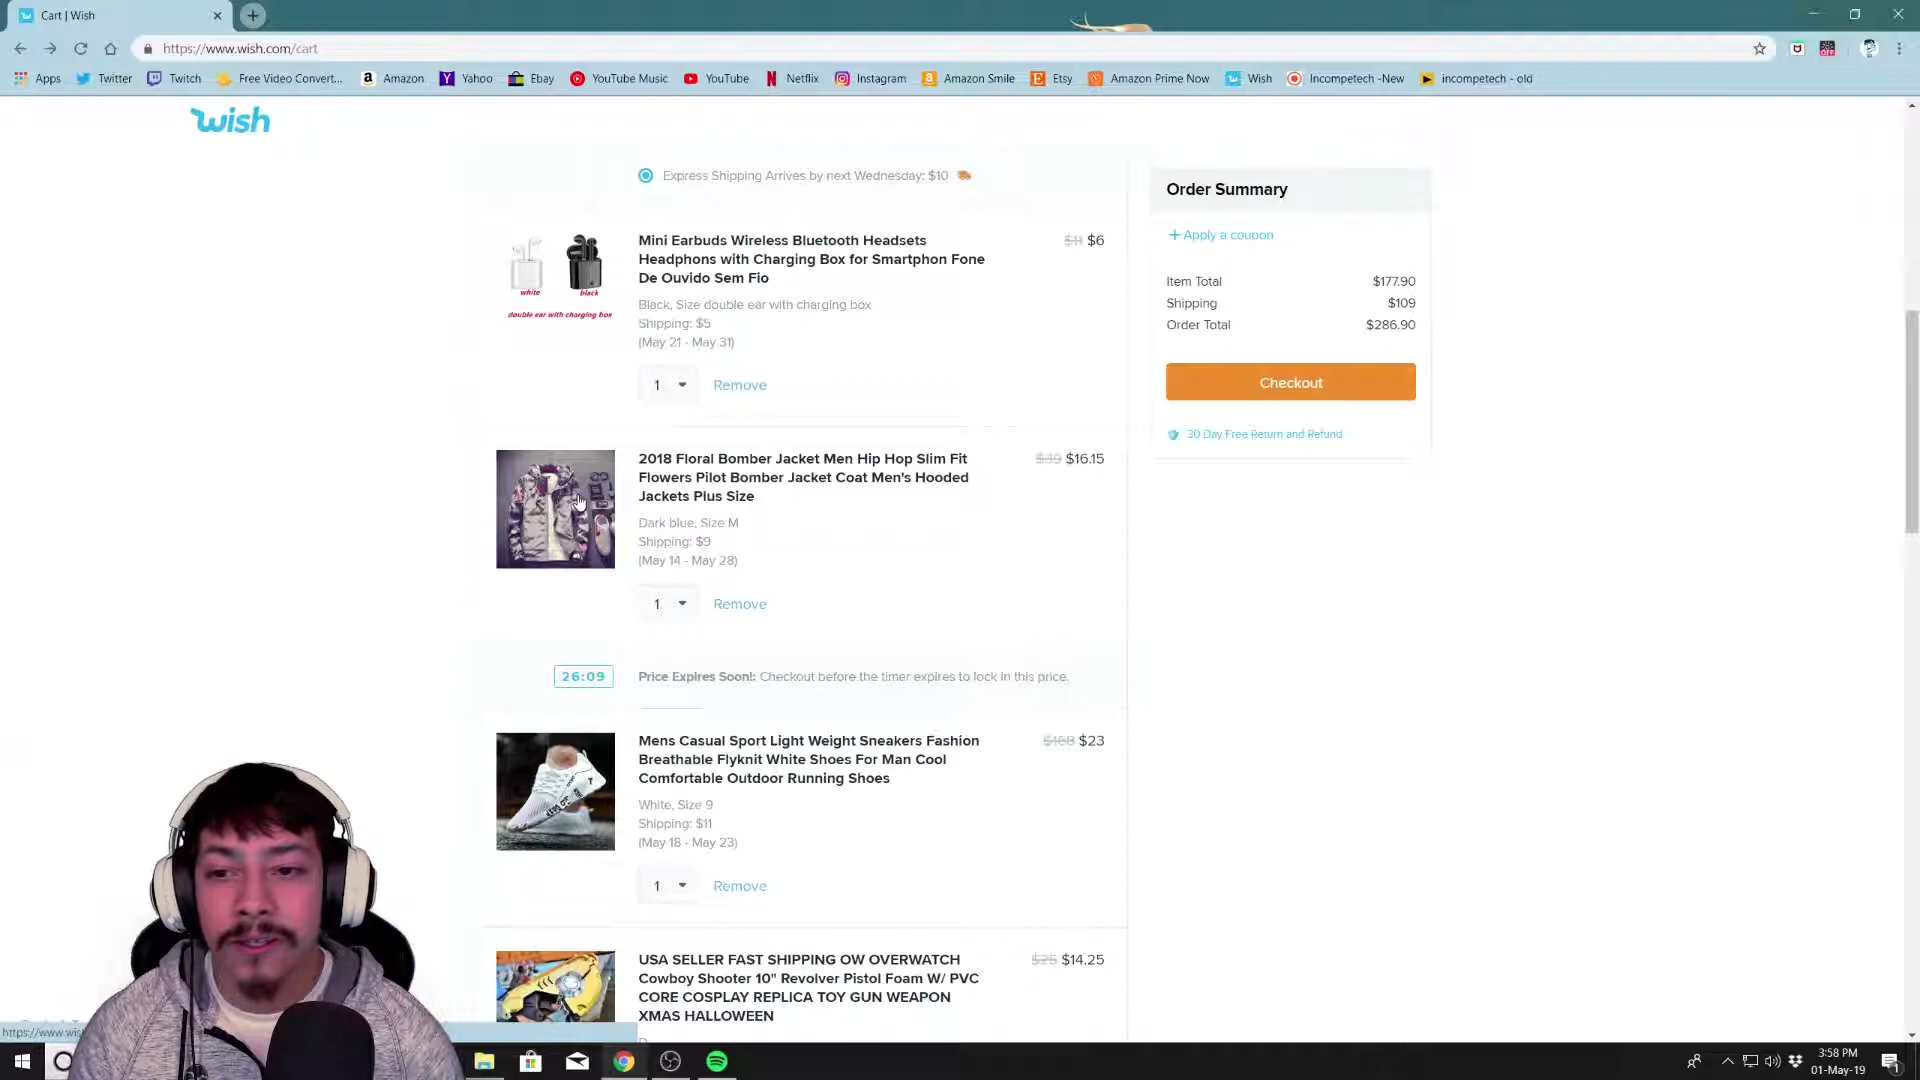 Cart | Wish
https://www.wish.com/cart
Apps Twitter Twitch Free Video Convert... Amazon Yahoo Ebay YouTube Music YouTube Netflix Instagram Amazon Smile Etsy Amazon Prime Now Wish Incompetech -New incompetech - old
wish
Express Shipping Arrives by next Wednesday: $10
Mini Earbuds Wireless Bluetooth Headsets
Headphons with Charging Box for Smartphon Fone
De Ouvido Sem Fio
$11 $6
white black
double ear with charging box
Black, Size double ear with charging box
Shipping: $5
(May 21 - May 31)
1 Remove
2018 Floral Bomber Jacket Men Hip Hop Slim Fit
Flowers Pilot Bomber Jacket Coat Men's Hooded
Jackets Plus Size
$39 $16.15
Dark blue, Size M
Shipping: $9
(May 14 - May 28)
1 Remove
26:09
Price Expires Soon!: Checkout before the timer expires to lock in this price.
Mens Casual Sport Light Weight Sneakers Fashion
Breathable Flyknit White Shoes For Man Cool
Comfortable Outdoor Running Shoes
$168 $23
White, Size 9
Shipping: $11
(May 18 - May 23)
1 Remove
USA SELLER FAST SHIPPING OW OVERWATCH
Cowboy Shooter 10" Revolver Pistol Foam W/ PVC
CORE COSPLAY REPLICA TOY GUN WEAPON
XMAS HALLOWEEN
$25 $14.25
Order Summary
+ Apply a coupon
Item Total $177.90
Shipping $109
Order Total $286.90
Checkout
30 Day Free Return and Refund
https://www.wis
3:58 PM
01-May-19
1